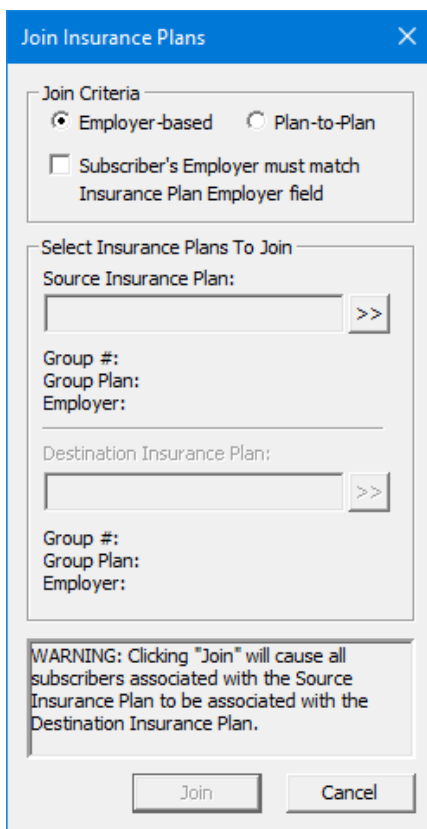 Join Insurance Plans
Join Criteria
Employer-based Plan-to-Plan
Subscriber's Employer must match
Insurance Plan Employer field
Select Insurance Plans To Join
Source Insurance Plan:
>>
Group #:
Group Plan:
Employer:
Destination Insurance Plan:
>>
Group #:
Group Plan:
Employer:
WARNING: Clicking "Join" will cause all
subscribers associated with the Source
Insurance Plan to be associated with the
Destination Insurance Plan.
Join Cancel